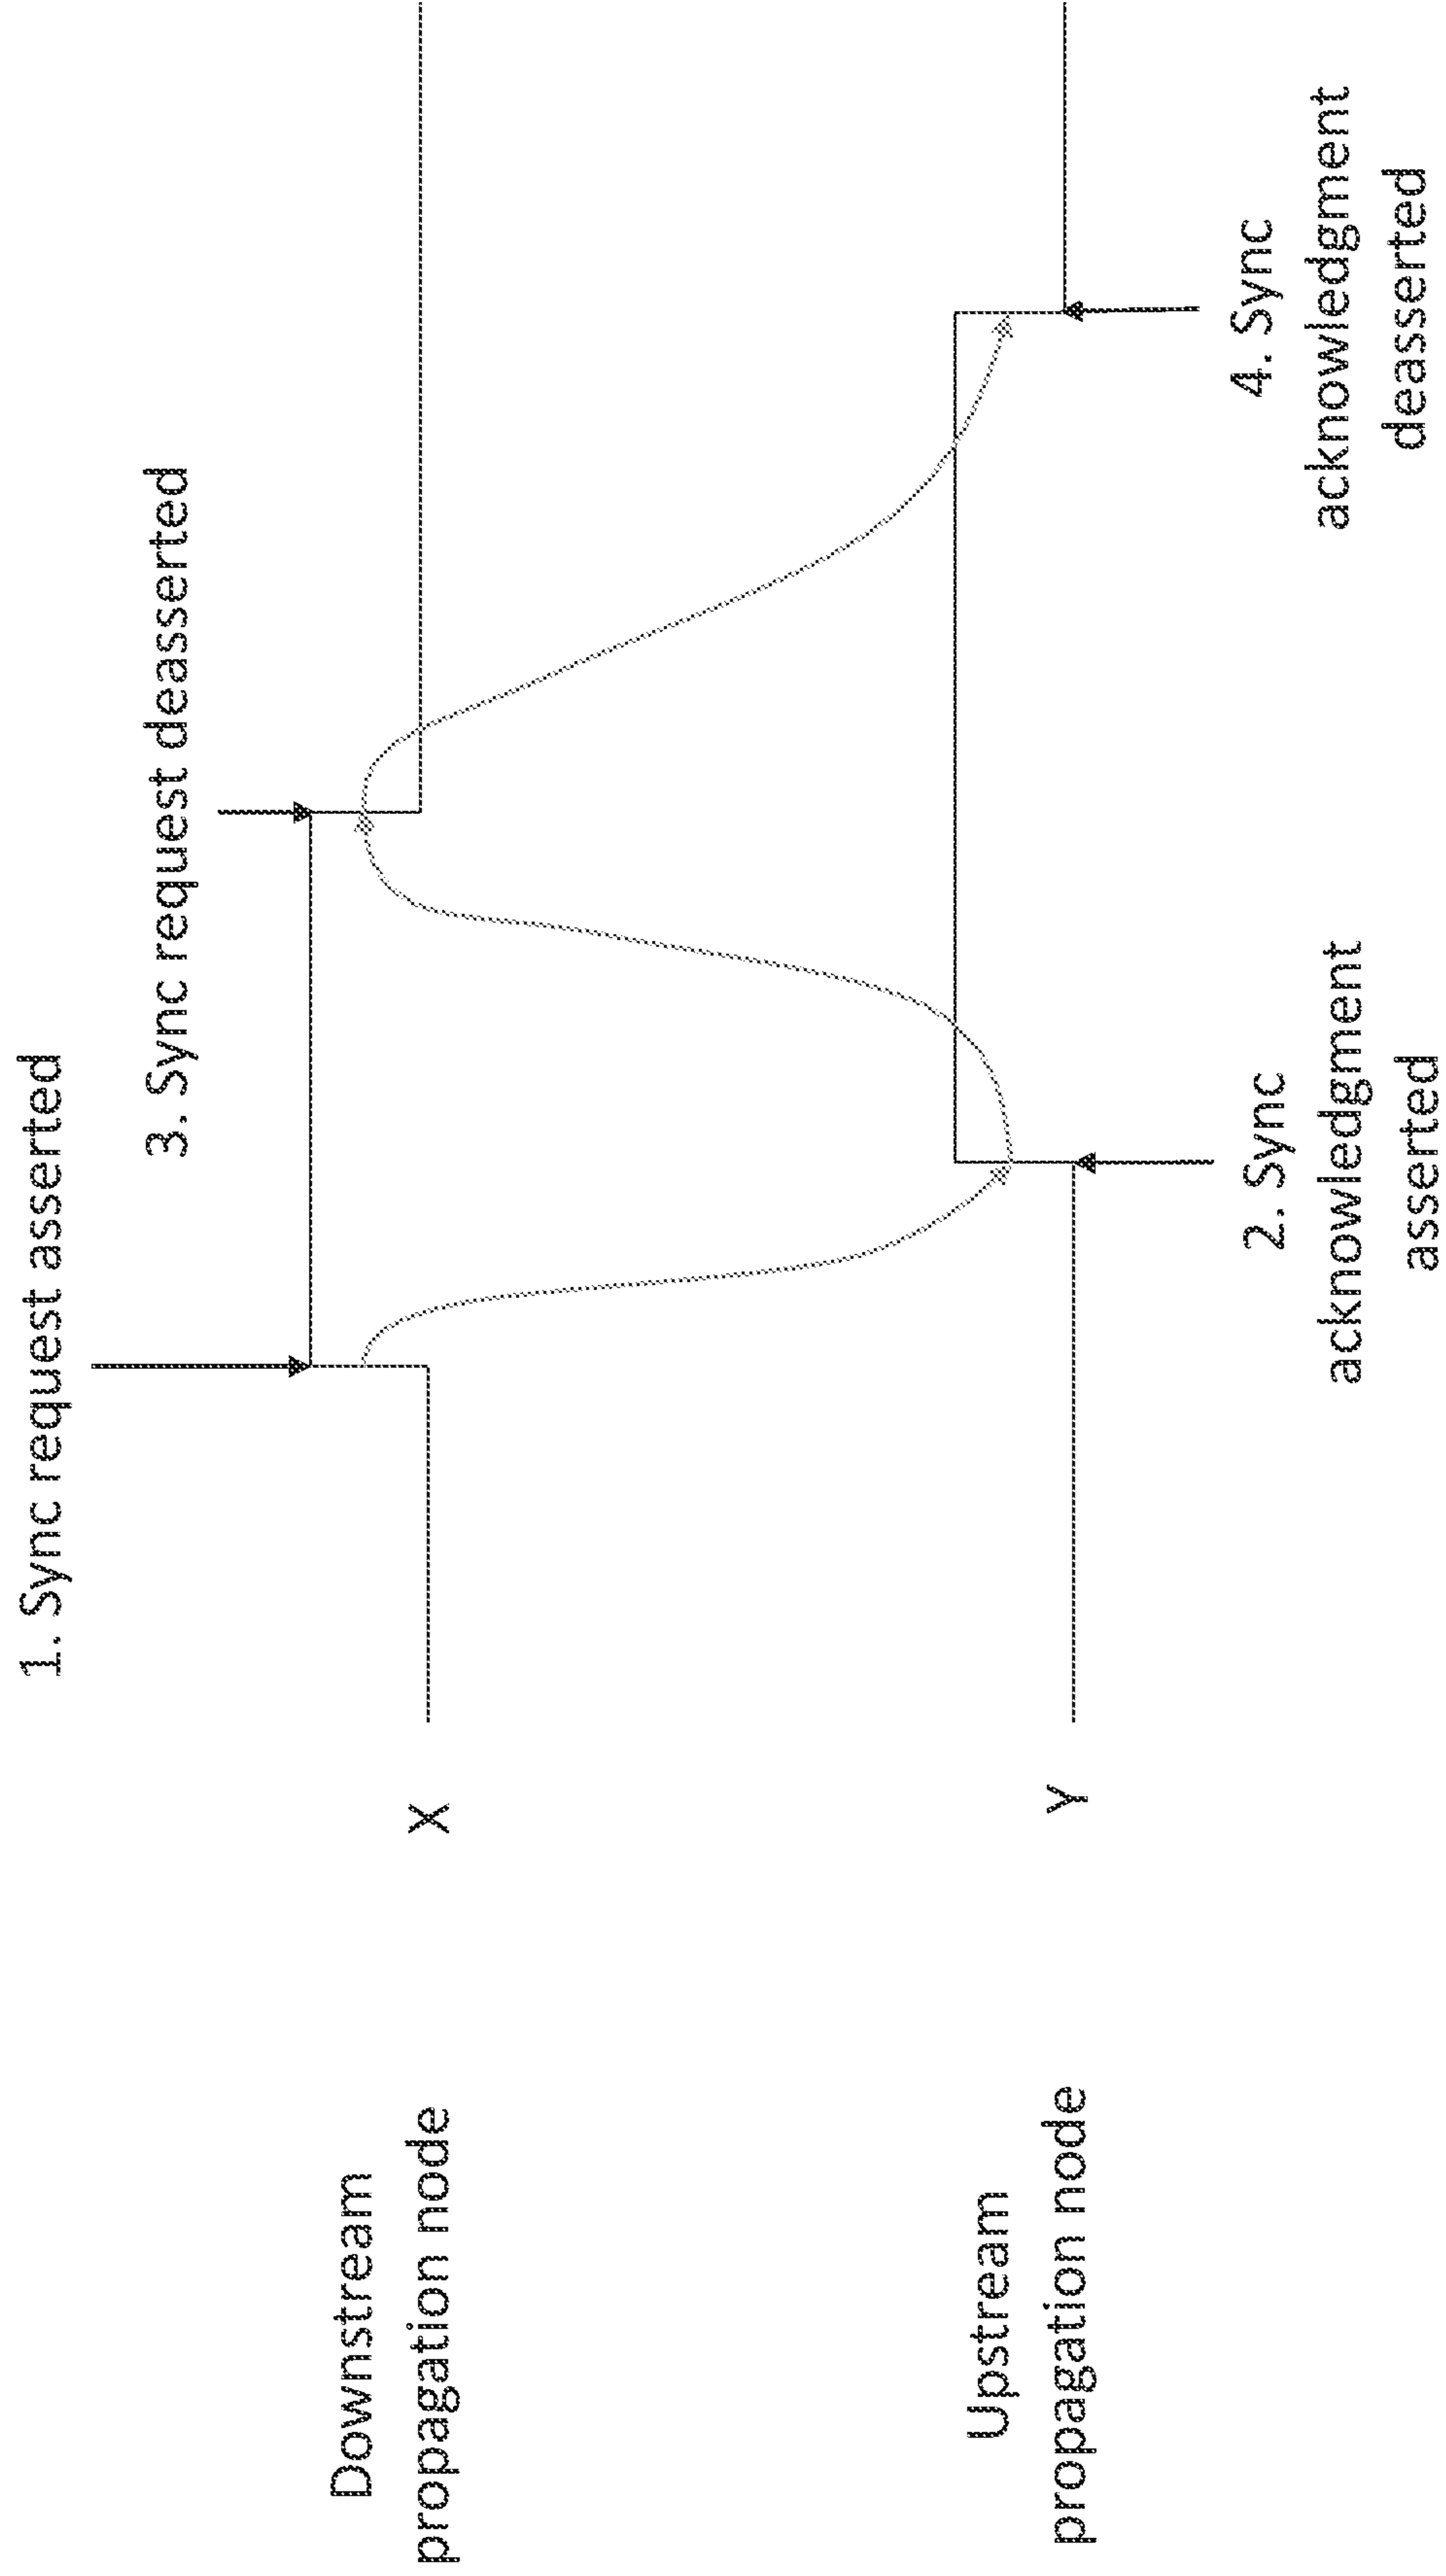 1. Sync request asserted
3. Sync request deasserted
Downstream
propagation node
X
Upstream
propagation node
Y
2. Sync
acknowledgment
asserted
4. Sync
acknowledgment
deasserted